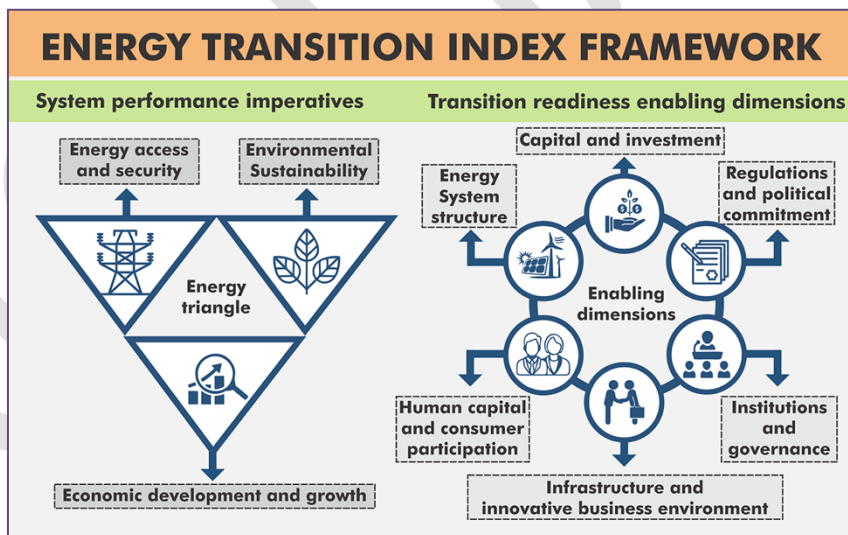 ENERGY TRANSITION INDEX FRAMEWORK
System performance imperatives
Transition readiness enabling dimensions
Energy access
and security
Environmental
Sustainability
Energy
triangle
Economic development and growth
Capital and investment
Energy
System
structure
Regulations
and political
commitment
Enabling
dimensions
Human capital
and consumer
participation
Institutions
and
governance
Infrastructure and
innovative business environment